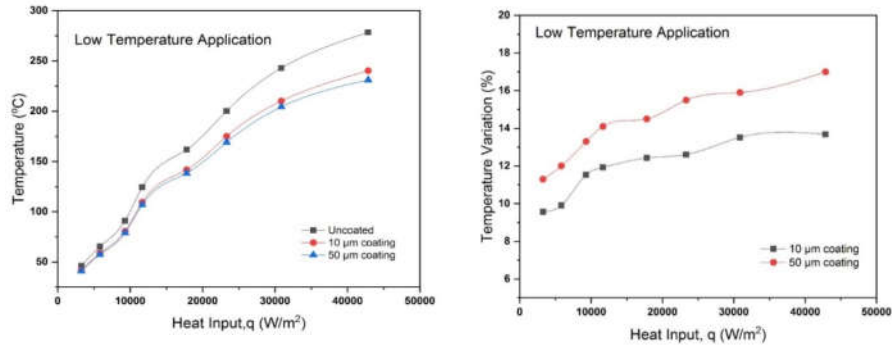 Low Temperature Application
Temperature (⁰C)
300
250
200
150
100
50
0
10000
20000
30000
40000
50000
Heat Input,q (W/m²)
Uncoated
10 μm coating
50 μm coating
Low Temperature Application
Temperature Variation (%)
20
18
16
14
12
10
8
6
0
10000
20000
30000
40000
50000
Heat Input, q (W/m²)
10 μm coating
50 μm coating